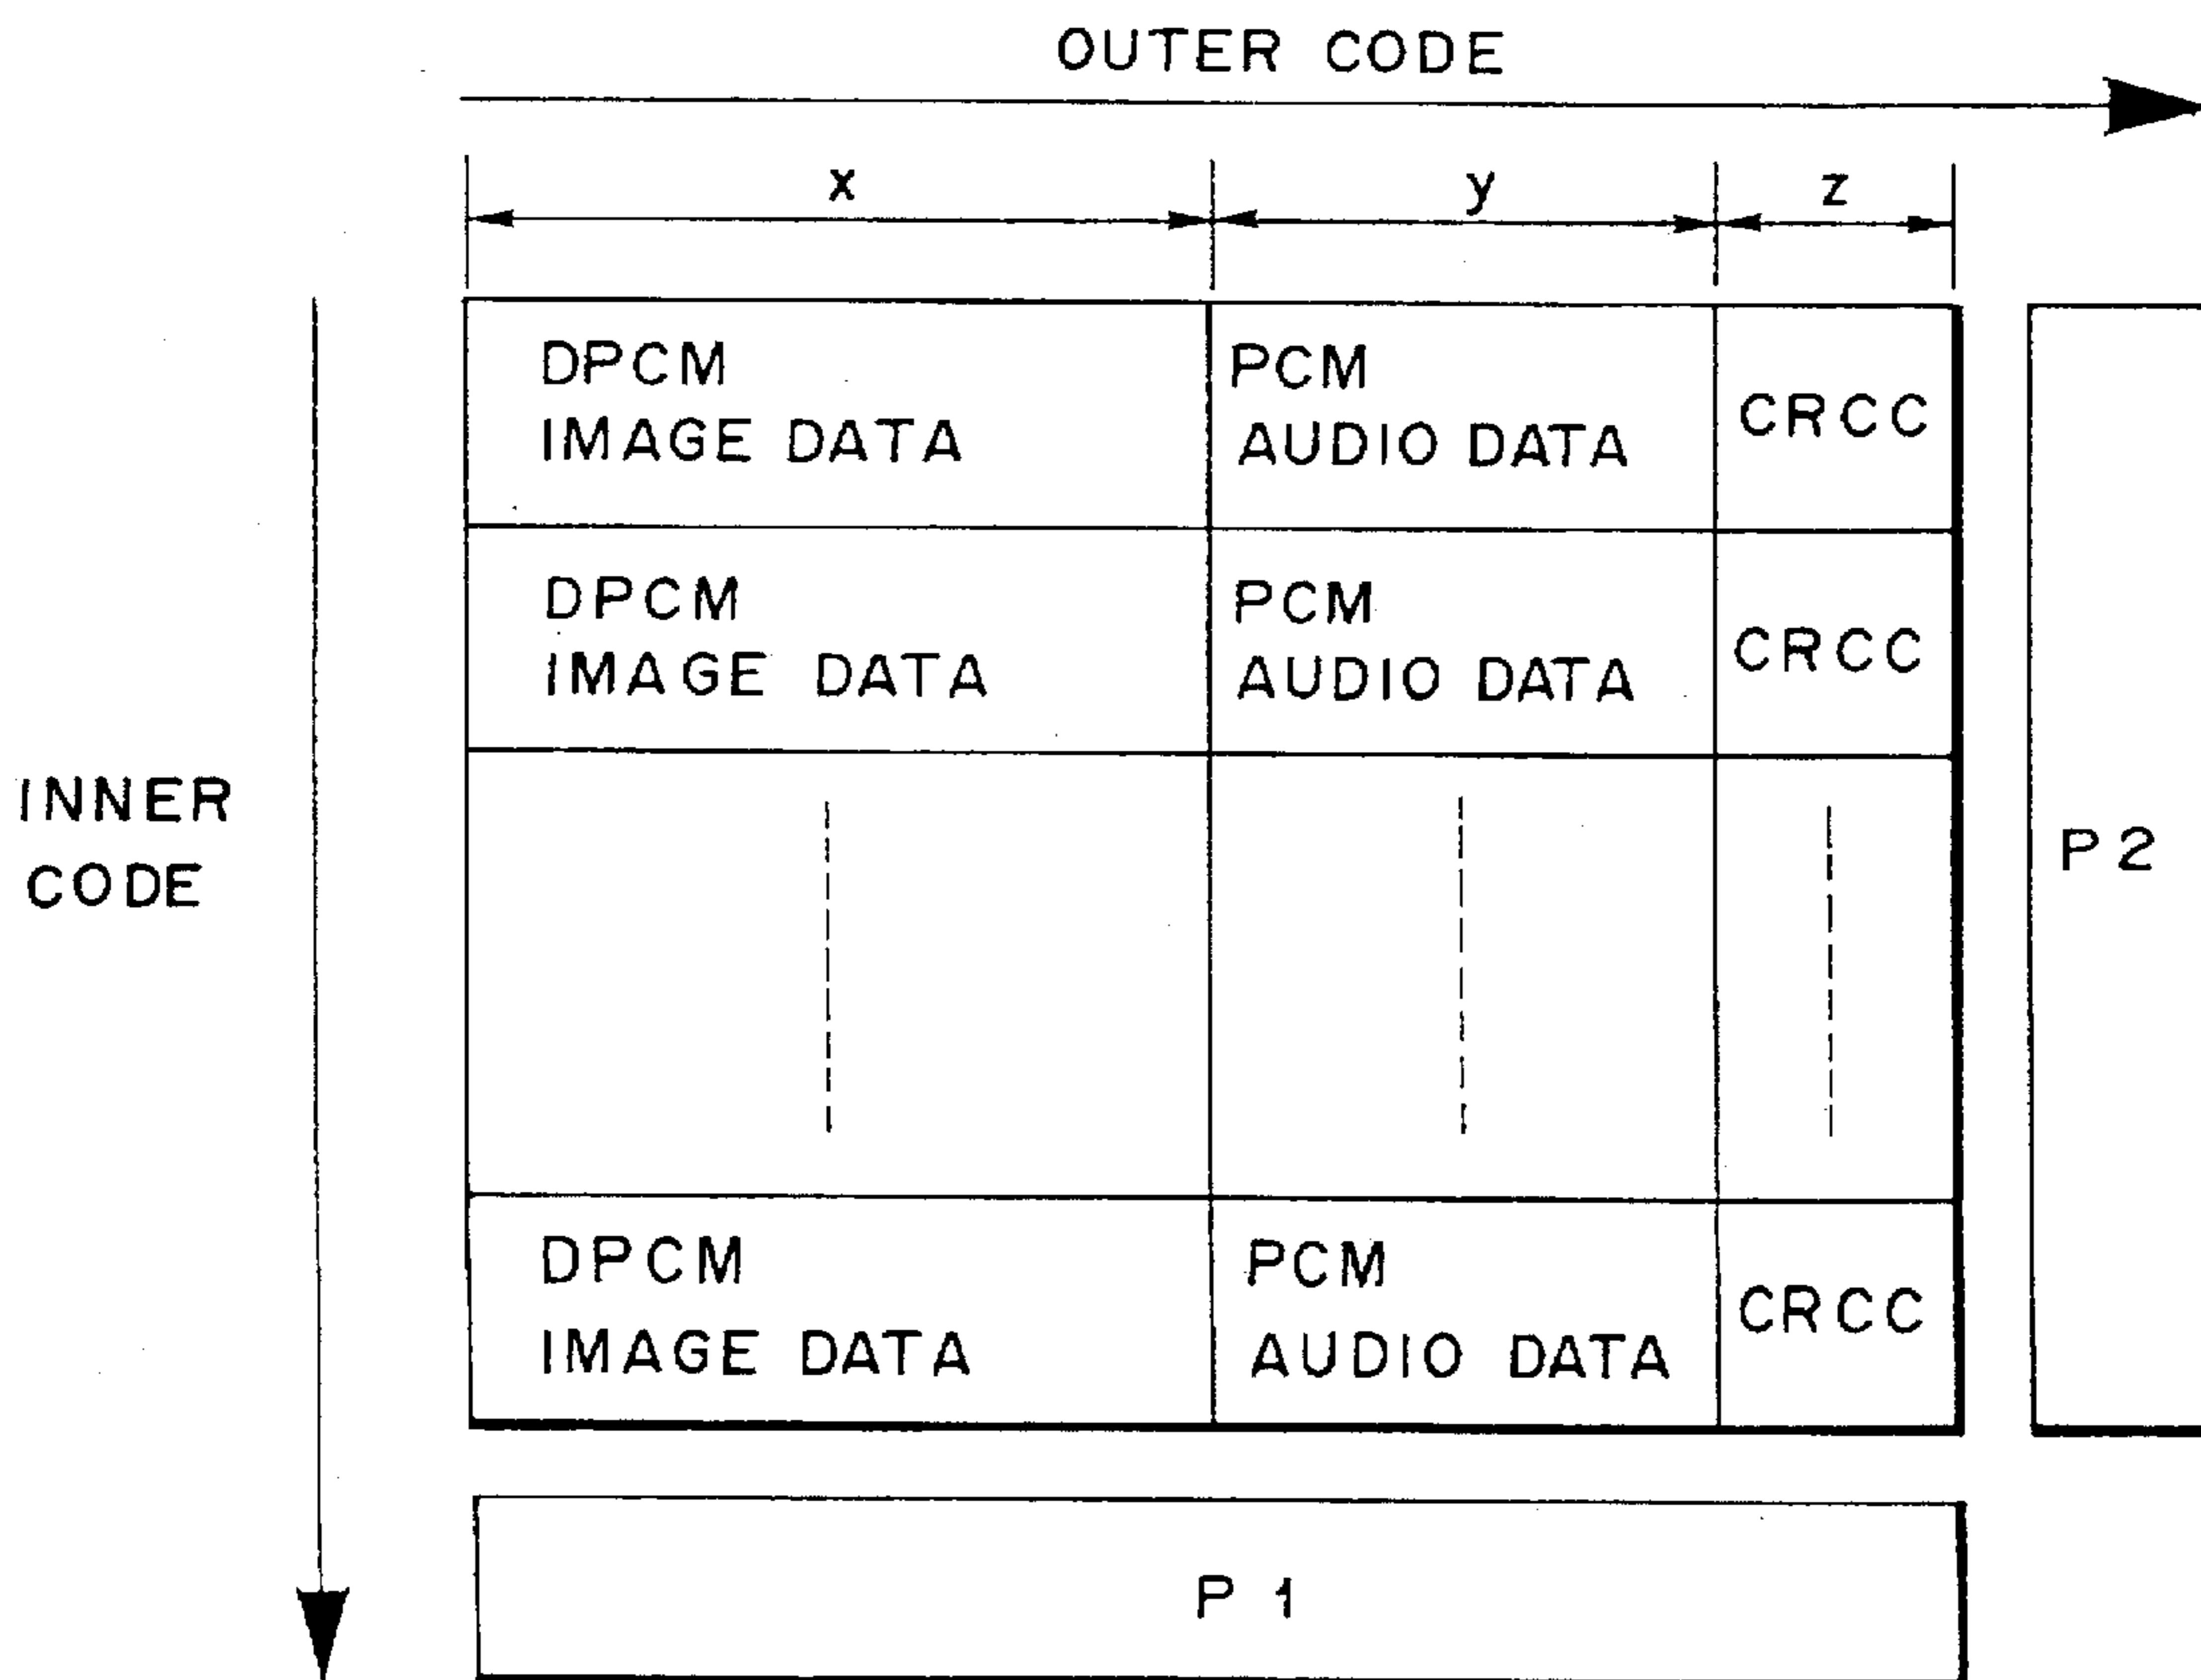 OUTER CODE
x y z
DPCM
IMAGE DATA
PCM
AUDIO DATA
CRCC
DPCM
IMAGE DATA
PCM
AUDIO DATA
CRCC
INNER
CODE
P2
DPCM
IMAGE DATA
PCM
AUDIO DATA
CRCC
P1